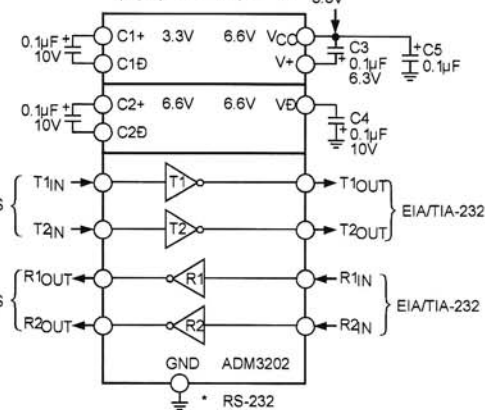 0.1µF
10V
+
C1+ 3.3V 6.6V VCC
C1Ð V+
+ C3
0.1µF
6.3V
+ C5
0.1µF
0.1µF
10V
+
C2+ 6.6V 6.6V VÐ
C2Ð
C4
+ 0.1µF
10V
T1IN T1 T1OUT
T2IN T2 T2OUT
EIA/TIA-232
R1OUT R1 R1IN
R2OUT R2 R2IN
EIA/TIA-232
GND ADM3202
* RS-232